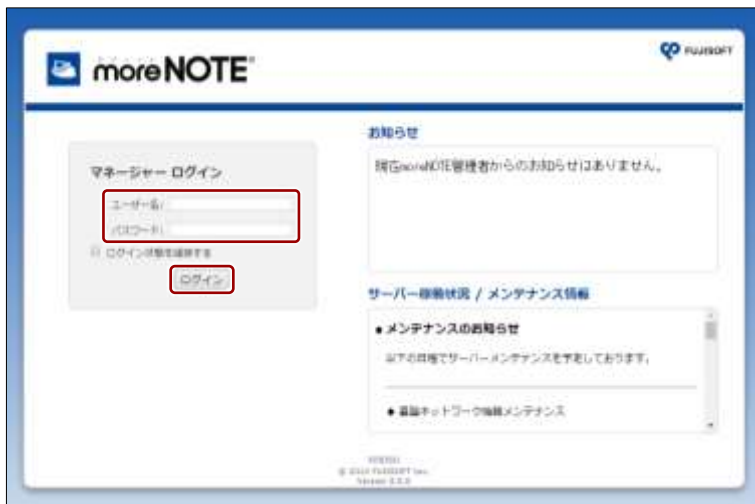 moreNOTE
FUJISOFT
マネージャー ログイン
ユーザー名:
パスワード:
ログイン状態を維持する
ログイン
お知らせ
現在moreNOTE管理者からのお知らせはありません。
サーバー稼働状況 / メンテナンス情報
●メンテナンスのお知らせ
以下の日程でサーバーメンテナンスを予定しております。